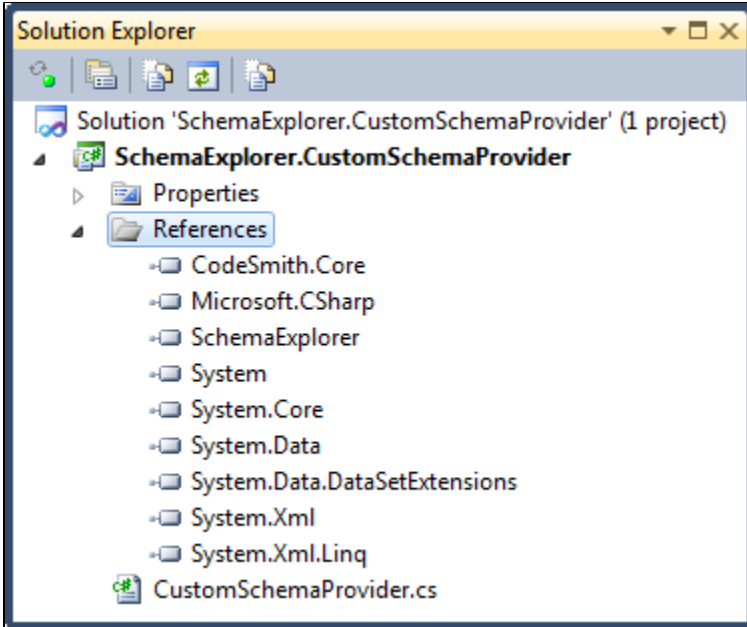 Solution Explorer
Solution 'SchemaExplorer.CustomSchemaProvider' (1 project)
SchemaExplorer.CustomSchemaProvider
Properties
References
CodeSmith.Core
Microsoft.CSharp
SchemaExplorer
System
System.Core
System.Data
System.Data.DataSetExtensions
System.Xml
System.Xml.Linq
CustomSchemaProvider.cs